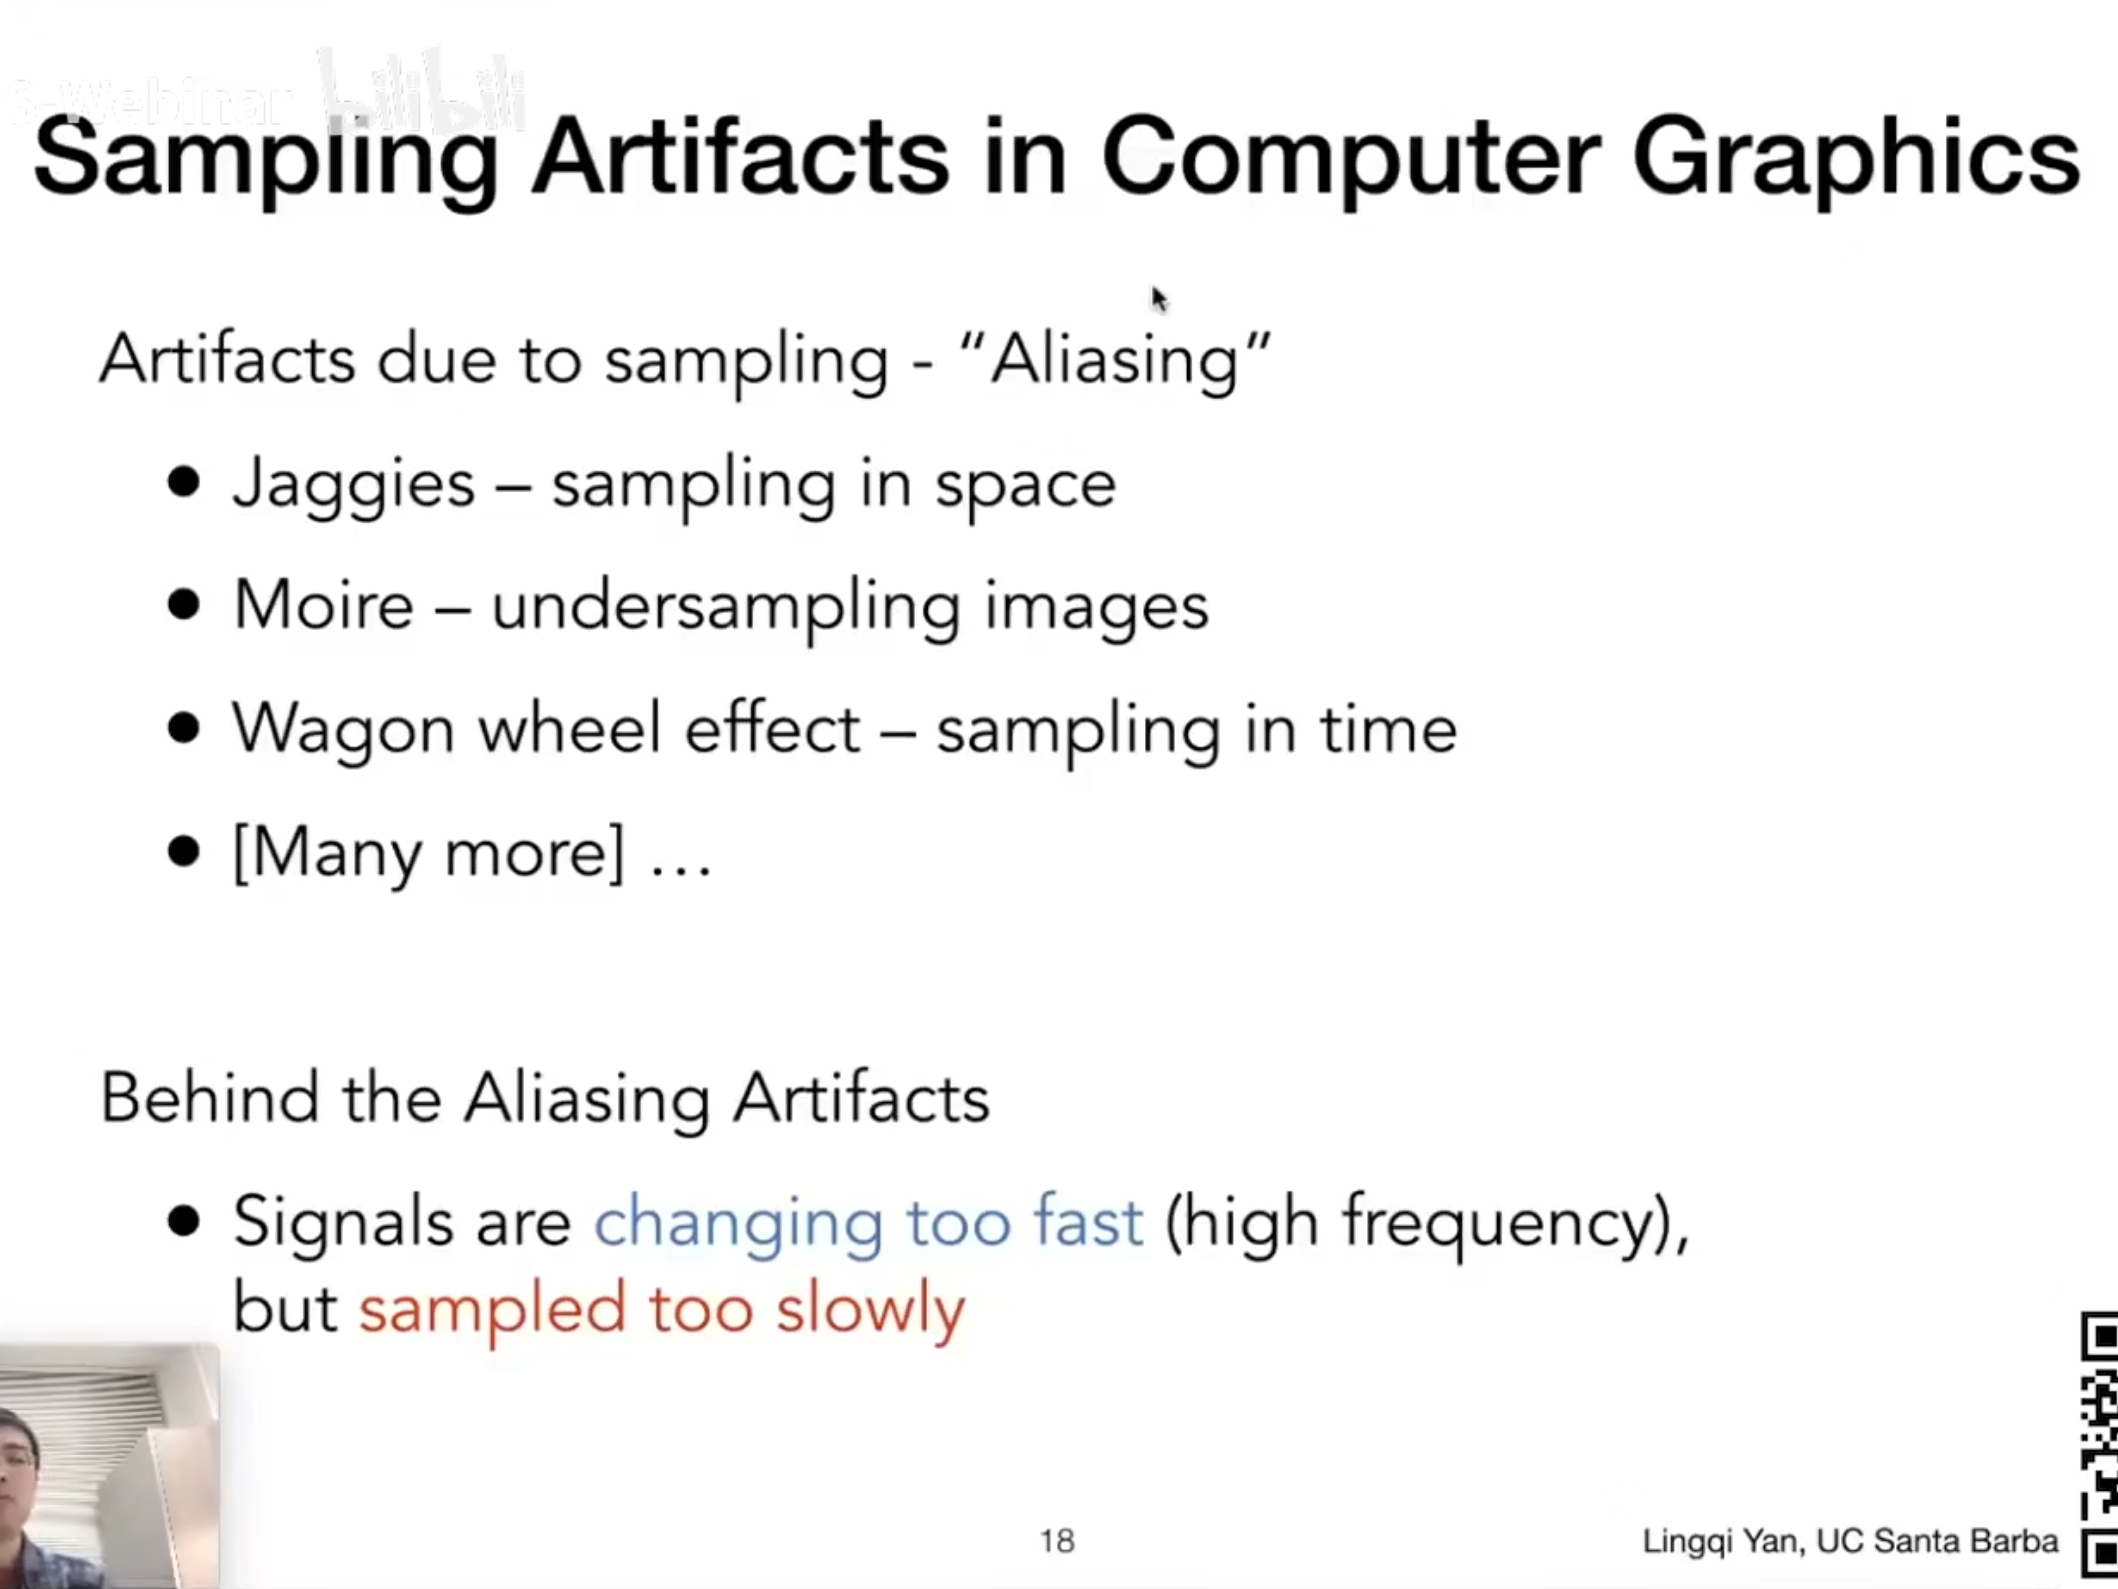 S-Webinar bilibili
Sampling Artifacts in Computer Graphics
Artifacts due to sampling - “Aliasing”
● Jaggies – sampling in space
● Moire – undersampling images
● Wagon wheel effect – sampling in time
● [Many more] …
Behind the Aliasing Artifacts
● Signals are changing too fast (high frequency),
but sampled too slowly
18
Lingqi Yan, UC Santa Barba